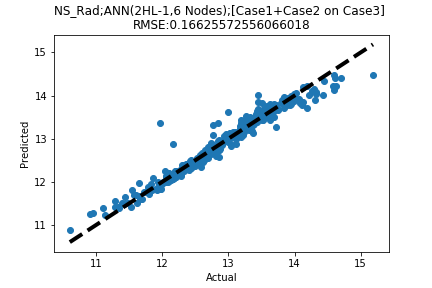 NS_Rad;ANN(2HL-1,6 Nodes);[Case1+Case2 on Case3]
RMSE:0.16625572556066018
15
14
13
12
11
Predicted
11
12
13
14
15
Actual